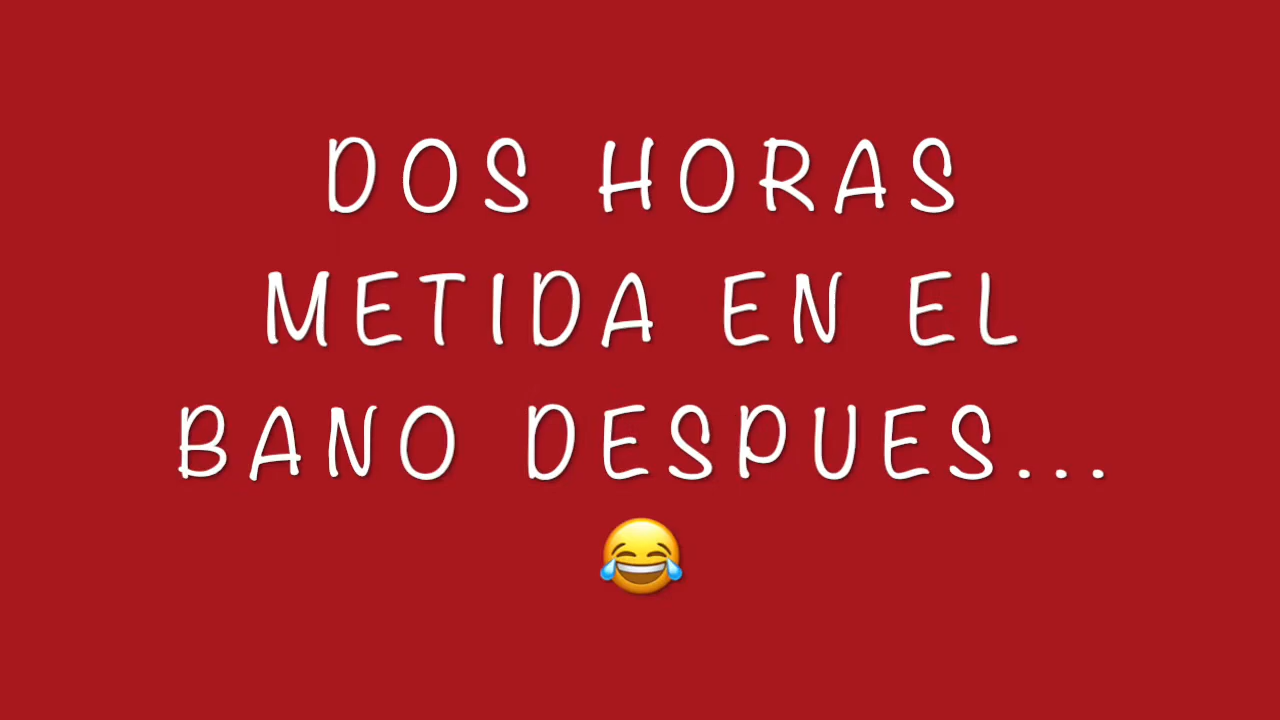 DOS HORAS
METIDA EN EL
BANO DESPUES...
😂